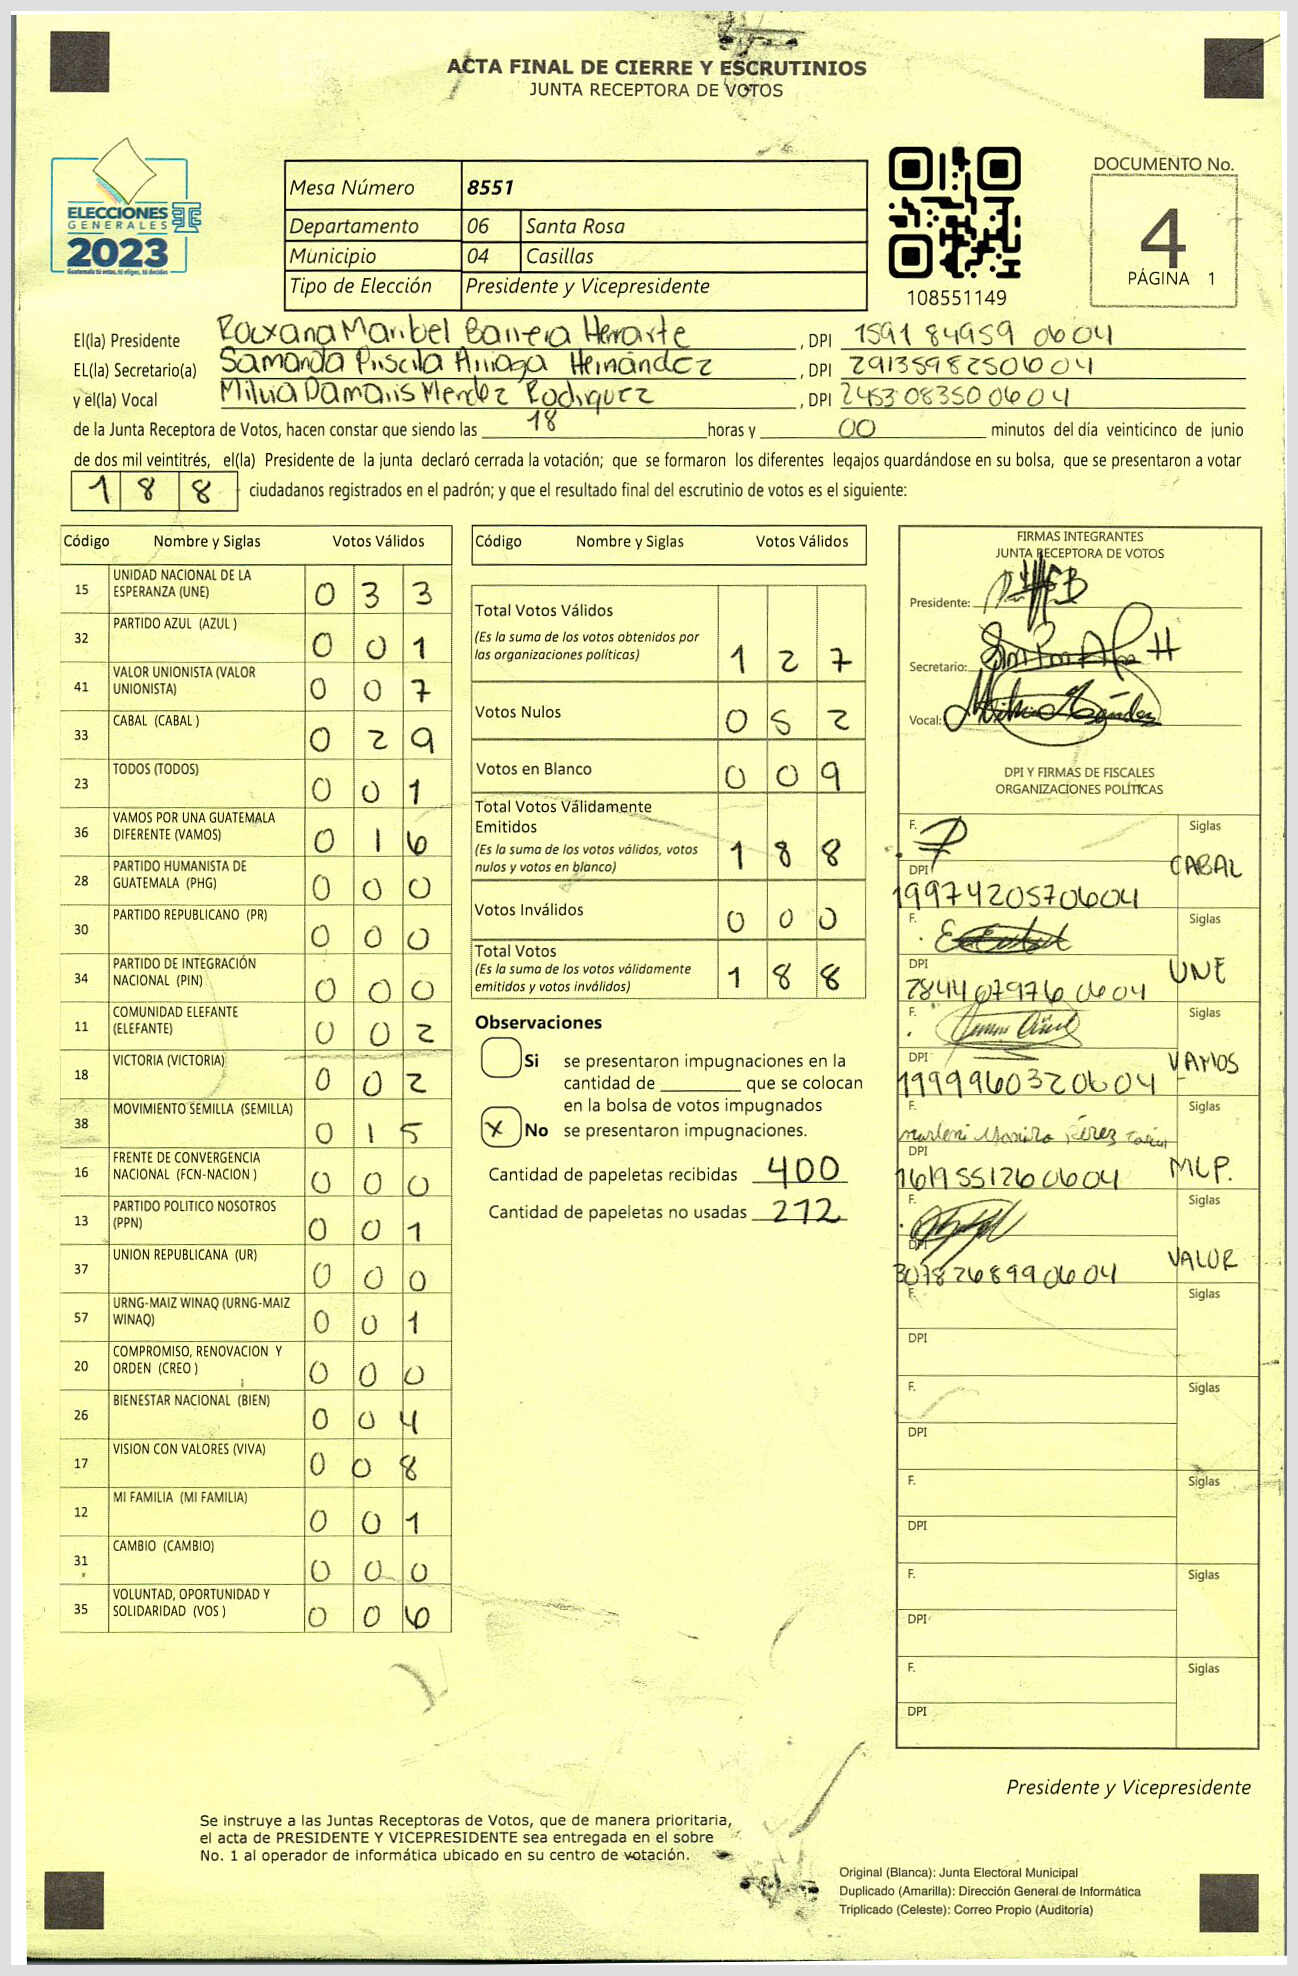 ACTA FINAL DE CIERRE Y ESCRUTINIOS
JUNTA RECEPTORA DE VOTOS
ELECCIONES
GENERALES
2023
Guatemala tú votas, tú eliges, tú decides
Mesa Número 8551
Departamento 06 Santa Rosa
Municipio 04 Casillas
Tipo de Elección Presidente y Vicepresidente
108551149
DOCUMENTO No.
4
PÁGINA 1
El(la) Presidente Roxana Maribel Barrera Herrarte, DPI 1591 84959 0604
EL(la) Secretario(a) Samanda Priscila Arriaga Hernández, DPI 2913598250604
y el(la) Vocal Milvia Damaris Mendez Rodriguez, DPI 2453 08350 0604
de la Junta Receptora de Votos, hacen constar que siendo las 18 horas y 00 minutos del día veinticinco de junio
de dos mil veintitrés, el(la) Presidente de la junta declaró cerrada la votación; que se formaron los diferentes legajos guardándose en su bolsa, que se presentaron a votar
188 ciudadanos registrados en el padrón; y que el resultado final del escrutinio de votos es el siguiente:
Código Nombre y Siglas Votos Válidos
15 UNIDAD NACIONAL DE LA ESPERANZA (UNE) 0 3 3
32 PARTIDO AZUL (AZUL ) 0 0 1
41 VALOR UNIONISTA (VALOR UNIONISTA) 0 0 7
33 CABAL (CABAL ) 0 2 9
23 TODOS (TODOS) 0 0 1
36 VAMOS POR UNA GUATEMALA DIFERENTE (VAMOS) 0 1 6
28 PARTIDO HUMANISTA DE GUATEMALA (PHG) 0 0 0
30 PARTIDO REPUBLICANO (PR) 0 0 0
34 PARTIDO DE INTEGRACIÓN NACIONAL (PIN) 0 0 0
11 COMUNIDAD ELEFANTE (ELEFANTE) 0 0 2
18 VICTORIA (VICTORIA) 0 0 2
38 MOVIMIENTO SEMILLA (SEMILLA) 0 1 5
16 FRENTE DE CONVERGENCIA NACIONAL (FCN-NACION ) 0 0 0
13 PARTIDO POLITICO NOSOTROS (PPN) 0 0 1
37 UNION REPUBLICANA (UR) 0 0 0
57 URNG-MAIZ WINAQ (URNG-MAIZ WINAQ) 0 0 1
20 COMPROMISO, RENOVACION Y ORDEN (CREO ) 0 0 0
26 BIENESTAR NACIONAL (BIEN) 0 0 4
17 VISION CON VALORES (VIVA) 0 0 8
12 MI FAMILIA (MI FAMILIA) 0 0 1
31 CAMBIO (CAMBIO) 0 0 0
35 VOLUNTAD, OPORTUNIDAD Y SOLIDARIDAD (VOS ) 0 0 6
Código Nombre y Siglas Votos Válidos
Total Votos Válidos 1 2 7
(Es la suma de los votos obtenidos por
las organizaciones políticas)
Votos Nulos 0 5 2
Votos en Blanco 0 0 9
Total Votos Válidamente
Emitidos 1 8 8
(Es la suma de los votos válidos, votos
nulos y votos en blanco)
Votos Inválidos 0 0 0
Total Votos 1 8 8
(Es la suma de los votos válidamente
emitidos y votos inválidos)
Observaciones
Si se presentaron impugnaciones en la
cantidad de ________ que se colocan
en la bolsa de votos impugnados
X No se presentaron impugnaciones.
Cantidad de papeletas recibidas 400
Cantidad de papeletas no usadas 212
FIRMAS INTEGRANTES
JUNTA RECEPTORA DE VOTOS
Presidente:
Secretario:
Vocal:
DPI Y FIRMAS DE FISCALES
ORGANIZACIONES POLÍTICAS
F. Siglas
CABAL
DPI
1997420570604
F. Siglas
UNE
DPI
2844079760604
F. Siglas
VAMOS
DPI
1999960320604
F. Siglas
DPI
MLP.
1619551260604
F. Siglas
DPI
VALOR
3078268990604
F. Siglas
DPI
F. Siglas
DPI
F. Siglas
DPI
F. Siglas
DPI
F. Siglas
DPI
Presidente y Vicepresidente
Se instruye a las Juntas Receptoras de Votos, que de manera prioritaria,
el acta de PRESIDENTE Y VICEPRESIDENTE sea entregada en el sobre
No. 1 al operador de informática ubicado en su centro de votación.
Original (Blanca): Junta Electoral Municipal
Duplicado (Amarilla): Dirección General de Informática
Triplicado (Celeste): Correo Propio (Auditoría)